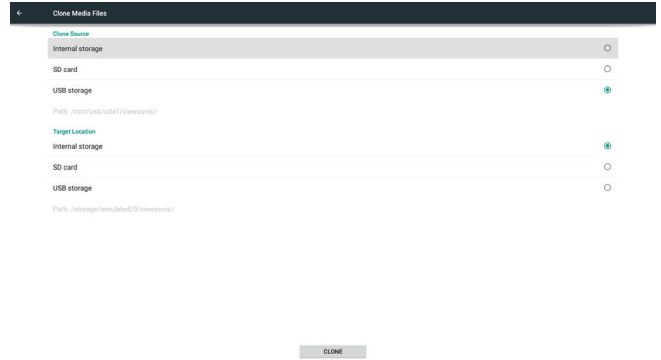 Clone Media Files
Clone Source
Internal storage
SD card
USB storage
Path: /mnt/usb/sda1/viewsonic/
Target Location
Internal storage
SD card
USB storage
Path: /storage/emulated/0/viewsonic/
CLONE